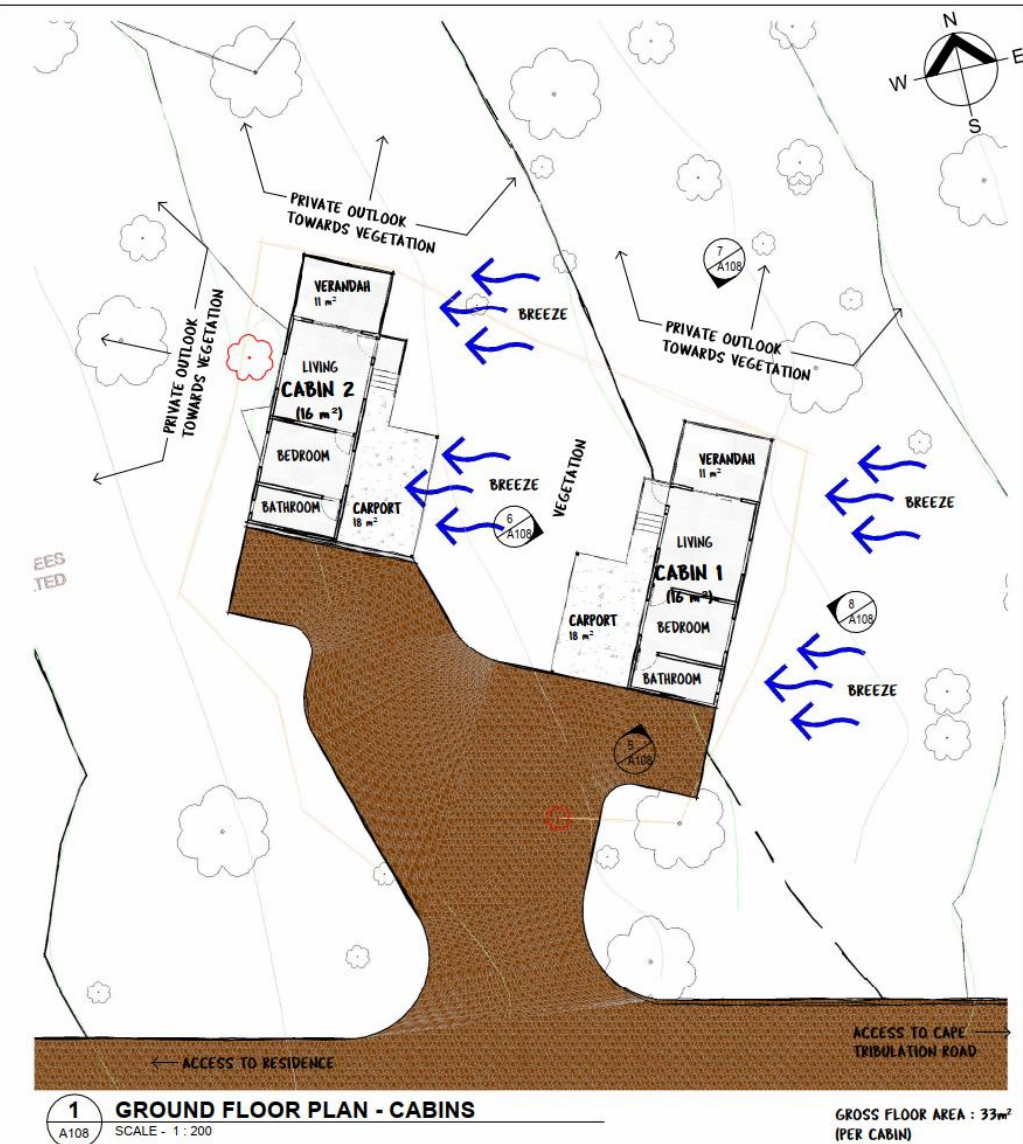 N
W
E
S
PRIVATE OUTLOOK
TOWARDS VEGETATION
7
A108
VERANDAH
11 m²
BREEZE
PRIVATE OUTLOOK
TOWARDS VEGETATION
PRIVATE OUTLOOK
TOWARDS VEGETATION
LIVING
CABIN 2
(16 m²)
BEDROOM
BATHROOM
CARPORT
18 m²
BREEZE
6
A108
VEGETATION
VERANDAH
11 m²
BREEZE
LIVING
CABIN 1
(16 m²)
BEDROOM
BATHROOM
CARPORT
18 m²
8
A108
BREEZE
EES
TED
5
A108
ACCESS TO RESIDENCE
ACCESS TO CAPE
TRIBULATION ROAD
1
A108
GROUND FLOOR PLAN - CABINS
SCALE - 1 : 200
GROSS FLOOR AREA : 33m²
(PER CABIN)